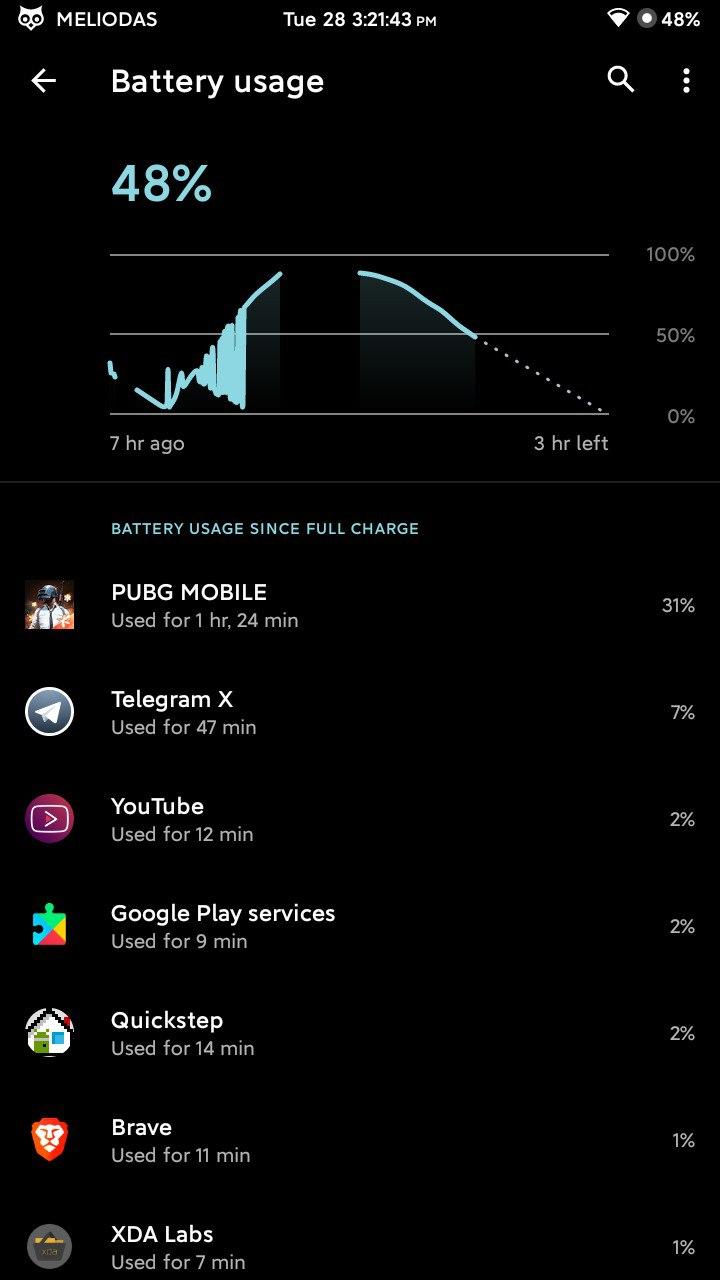 MELIODAS Tue 28 3:21:43 PM 48%
Battery usage
48%
100%
50%
0%
7 hr ago 3 hr left
BATTERY USAGE SINCE FULL CHARGE
PUBG MOBILE
Used for 1 hr, 24 min 31%
Telegram X
Used for 47 min 7%
YouTube
Used for 12 min 2%
Google Play services
Used for 9 min 2%
Quickstep
Used for 14 min 2%
Brave
Used for 11 min 1%
xda
XDA Labs
Used for 7 min 1%